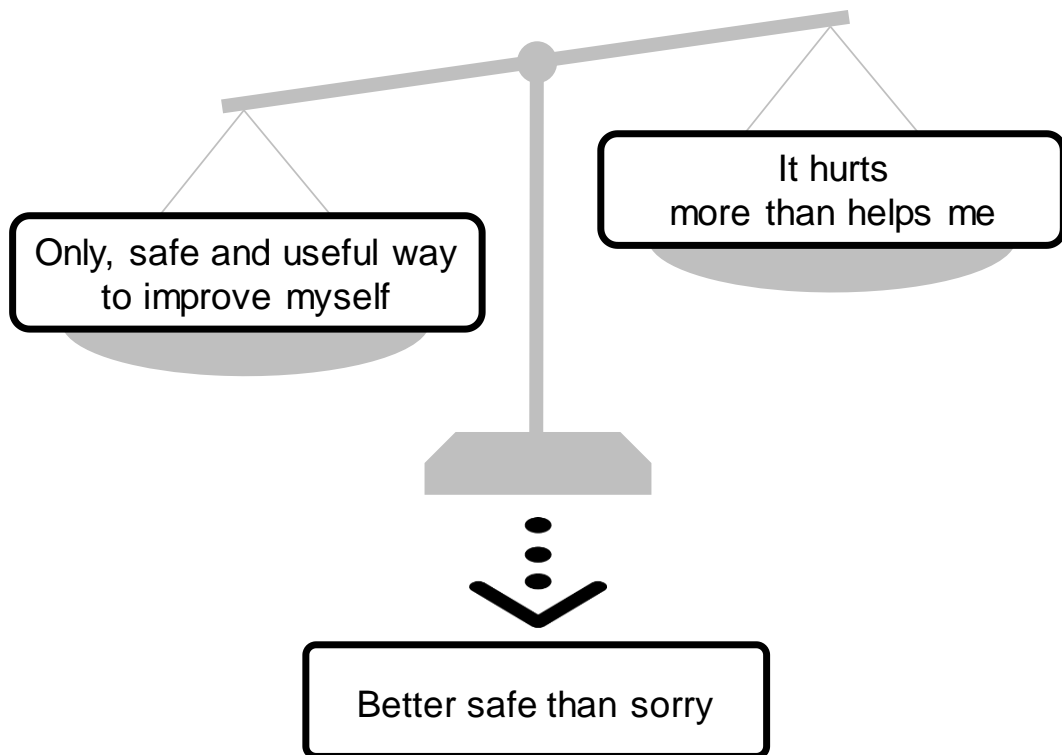 Only, safe and useful way
to improve myself
It hurts
more than helps me
Better safe than sorry